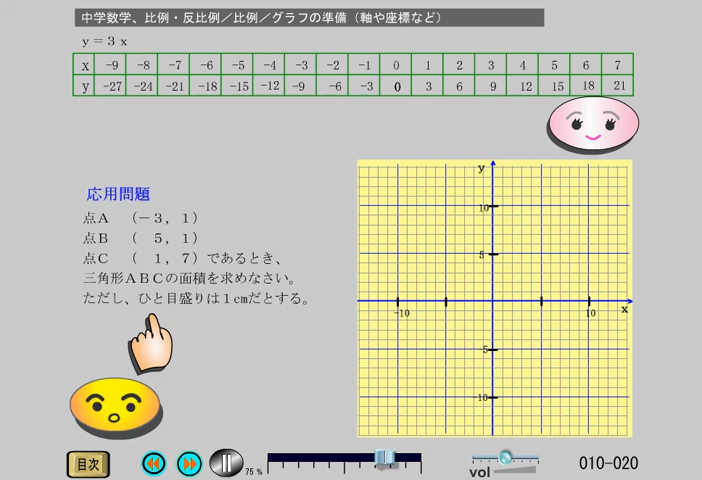 中学数学、比例・反比例／比例／グラフの準備（軸や座標など）
ｙ＝３ｘ
x -9 -8 -7 -6 -5 -4 -3 -2 -1 0 1 2 3 4 5 6 7
y -27 -24 -21 -18 -15 -12 -9 -6 -3 0 3 6 9 12 15 18 21
応用問題
点Ａ （－３，１）
点Ｂ （ ５，１）
点Ｃ （ １，７）であるとき、
三角形ＡＢＣの面積を求めなさい。
ただし、ひと目盛りは１㎝だとする。
y
10
5
-10 10
x
5
-10
目次
75 %
vol
010-020